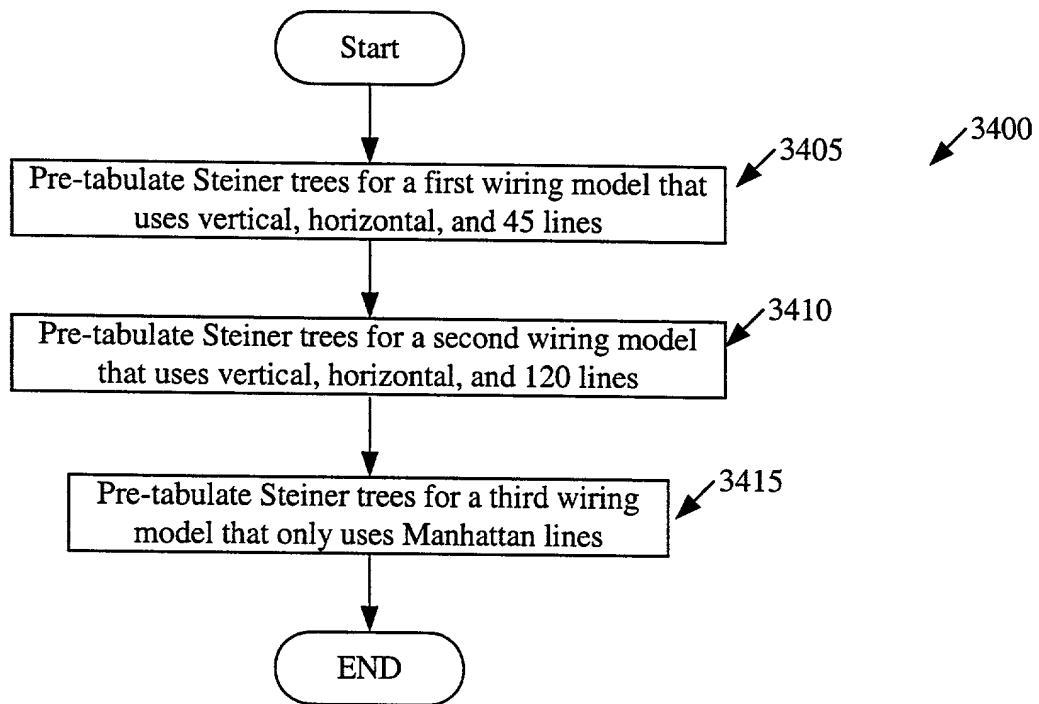 Start
3400
3405
Pre-tabulate Steiner trees for a first wiring model that
uses vertical, horizontal, and 45 lines
3410
Pre-tabulate Steiner trees for a second wiring model
that uses vertical, horizontal, and 120 lines
3415
Pre-tabulate Steiner trees for a third wiring
model that only uses Manhattan lines
END